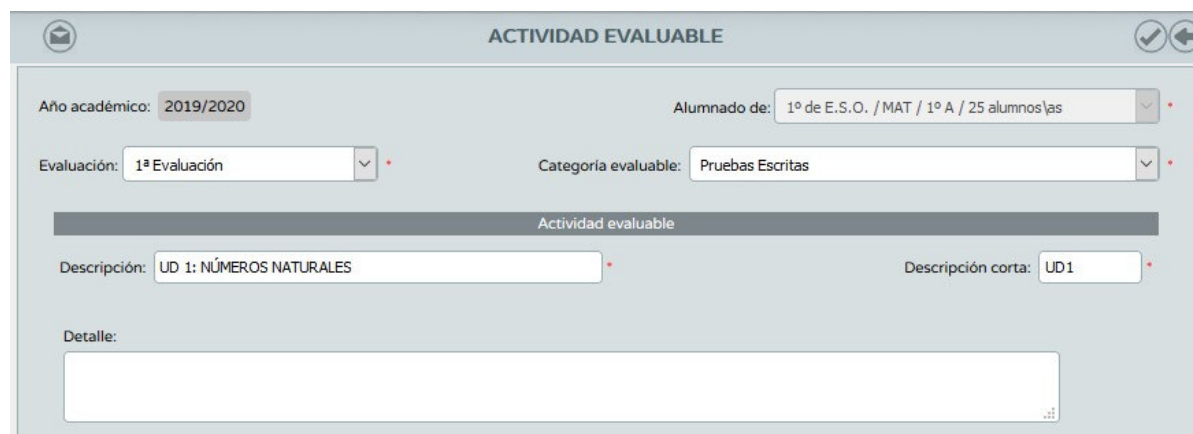 ACTIVIDAD EVALUABLE
Año académico: 2019/2020 Alumnado de: 1º de E.S.O. / MAT / 1º A / 25 alumnos\as *
Evaluación: 1ª Evaluación * Categoría evaluable: Pruebas Escritas *
Actividad evaluable
Descripción: UD 1: NÚMEROS NATURALES * Descripción corta: UD1 *
Detalle: